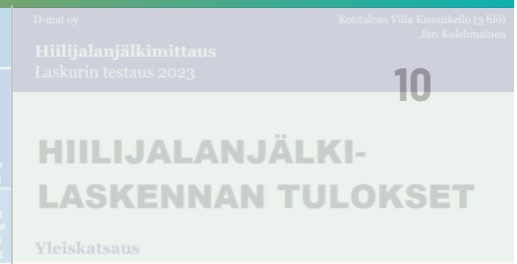 D-mat oy
Kotitalous Villa Kissankello (3 hlö)
Jari Kolehmainen
Hiilijalanjälkimittaus
Laskurin testaus 2023
10
HIILIJALANJÄLKI-
LASKENNAN TULOKSET
Yleiskatsaus